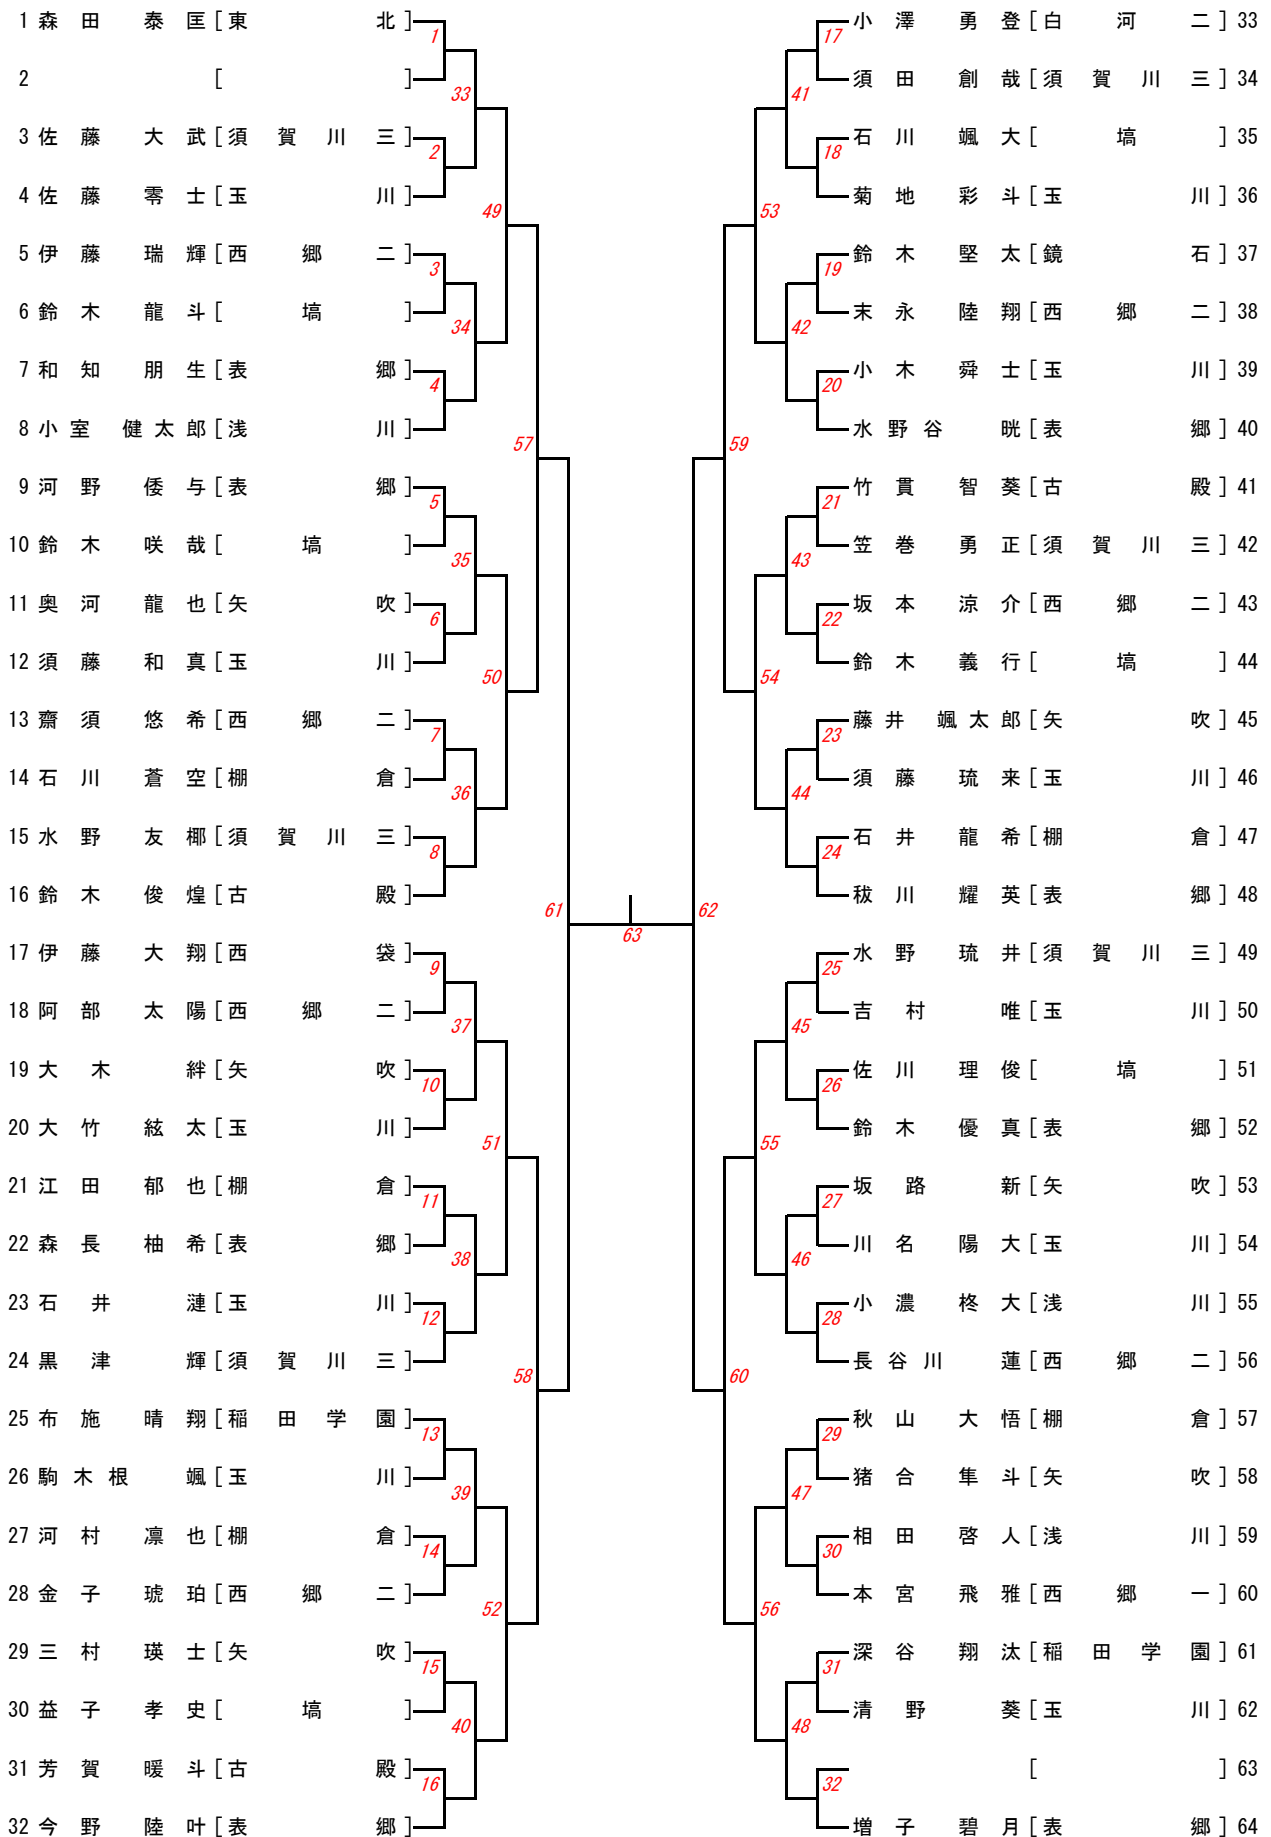 1 森田 泰匡 [東北]
2 [ ]
3 佐藤 大武 [須賀川三]
4 佐藤 零士 [玉川]
5 伊藤 瑞輝 [西郷二]
6 鈴木 龍斗 [塙]
7 和知 朋生 [表郷]
8 小室 健太郎 [浅川]
9 河野 倭与 [表郷]
10 鈴木 咲哉 [塙]
11 奥河 龍也 [矢吹]
12 須藤 和真 [玉川]
13 齋須 悠希 [西郷二]
14 石川 蒼空 [棚倉]
15 水野 友椰 [須賀川三]
16 鈴木 俊煌 [古殿]
17 伊藤 大翔 [西袋]
18 阿部 太陽 [西郷二]
19 大木 絆 [矢吹]
20 大竹 絃太 [玉川]
21 江田 郁也 [棚倉]
22 森長 柚希 [表郷]
23 石井 漣 [玉川]
24 黒津 輝 [須賀川三]
25 布施 晴翔 [稲田学園]
26 駒木根 颯 [玉川]
27 河村 凛也 [棚倉]
28 金子 琥珀 [西郷二]
29 三村 瑛士 [矢吹]
30 益子 孝史 [塙]
31 芳賀 暖斗 [古殿]
32 今野 陸叶 [表郷]
1
2
3
4
5
6
7
8
9
10
11
12
13
14
15
16
33
34
35
36
37
38
39
40
49
50
51
52
57
58
61
63
62
59
60
53
54
55
56
41
42
43
44
45
46
47
48
17
18
19
20
21
22
23
24
25
26
27
28
29
30
31
32
小澤 勇登 [白河二] 33
須田 創哉 [須賀川三] 34
石川 颯大 [塙] 35
菊地 彩斗 [玉川] 36
鈴木 堅太 [鏡石] 37
末永 陸翔 [西郷二] 38
小木 舜士 [玉川] 39
水野谷 晄 [表郷] 40
竹貫 智葵 [古殿] 41
笠巻 勇正 [須賀川三] 42
坂本 涼介 [西郷二] 43
鈴木 義行 [塙] 44
藤井 颯太郎 [矢吹] 45
須藤 琉来 [玉川] 46
石井 龍希 [棚倉] 47
秡川 耀英 [表郷] 48
水野 琉井 [須賀川三] 49
吉村 唯 [玉川] 50
佐川 理俊 [塙] 51
鈴木 優真 [表郷] 52
坂路 新 [矢吹] 53
川名 陽大 [玉川] 54
小濃 柊大 [浅川] 55
長谷川 蓮 [西郷二] 56
秋山 大悟 [棚倉] 57
猪合 隼斗 [矢吹] 58
相田 啓人 [浅川] 59
本宮 飛雅 [西郷一] 60
深谷 翔汰 [稲田学園] 61
清野 葵 [玉川] 62
[ ] 63
増子 碧月 [表郷] 64